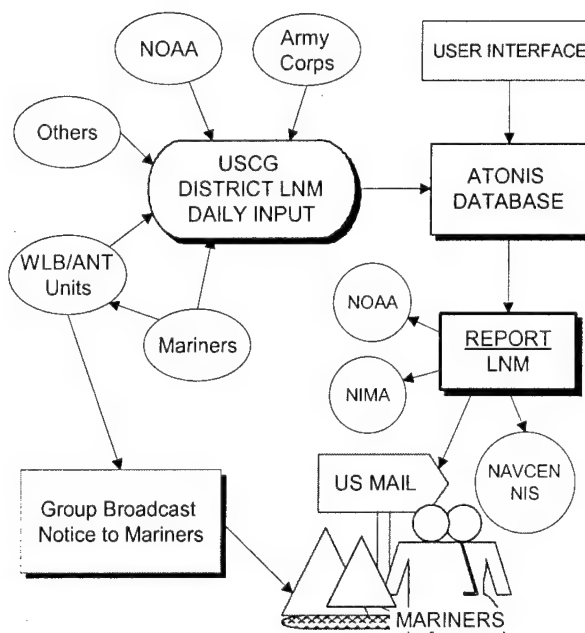 NOAA
Army
Corps
USER INTERFACE
Others
USCG
DISTRICT LNM
DAILY INPUT
ATONIS
DATABASE
WLB/ANT
Units
Mariners
NOAA
REPORT
LNM
NIMA
NAVCEN
NIS
US MAIL
Group Broadcast
Notice to Mariners
MARINERS